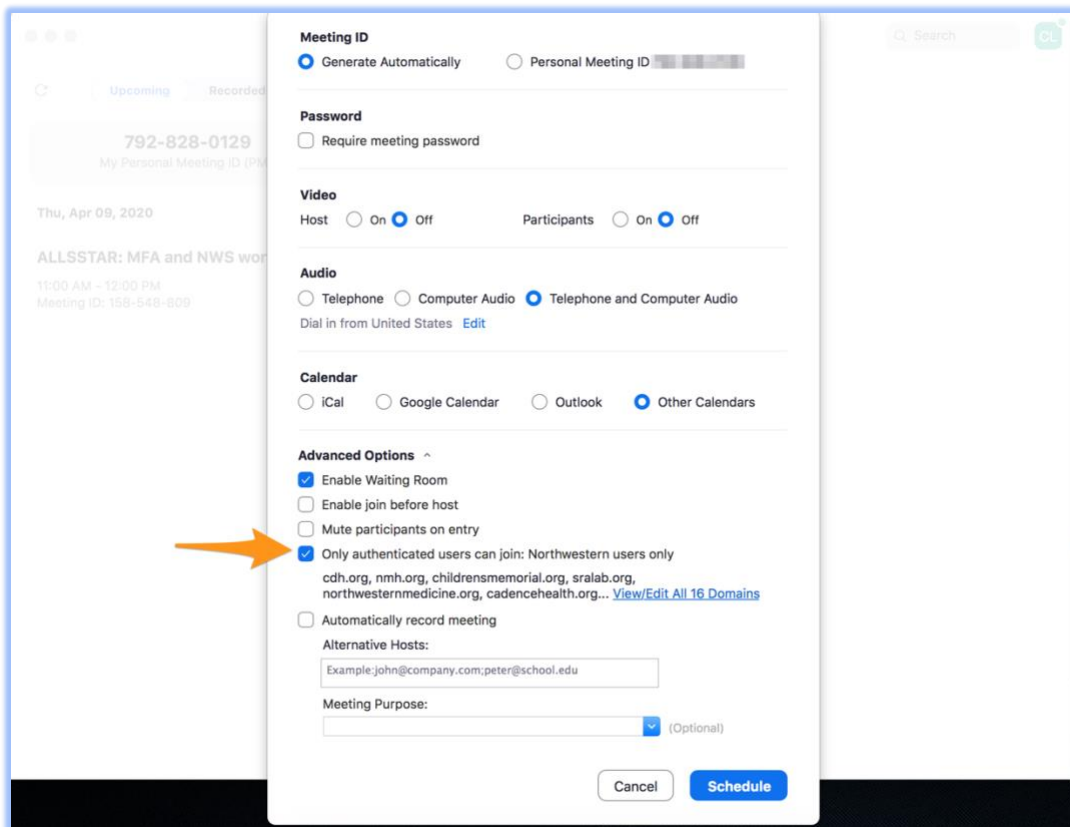 Search
CL
Upcoming Recorded
792-828-0129
My Personal Meeting ID (PM
Thu, Apr 09, 2020
ALLSSTAR: MFA and NWS wor
11:00 AM - 12:00 PM
Meeting ID: 158-548-809
Meeting ID
Generate Automatically Personal Meeting ID
Password
Require meeting password
Video
Host On Off Participants On Off
Audio
Telephone Computer Audio Telephone and Computer Audio
Dial in from United States Edit
Calendar
iCal Google Calendar Outlook Other Calendars
Advanced Options
Enable Waiting Room
Enable join before host
Mute participants on entry
Only authenticated users can join: Northwestern users only
cdh.org, nmh.org, childrensmemorial.org, sralab.org,
northwesternmedicine.org, cadencehealth.org... View/Edit All 16 Domains
Automatically record meeting
Alternative Hosts:
Example:john@company.com;peter@school.edu
Meeting Purpose:
(Optional)
Cancel Schedule